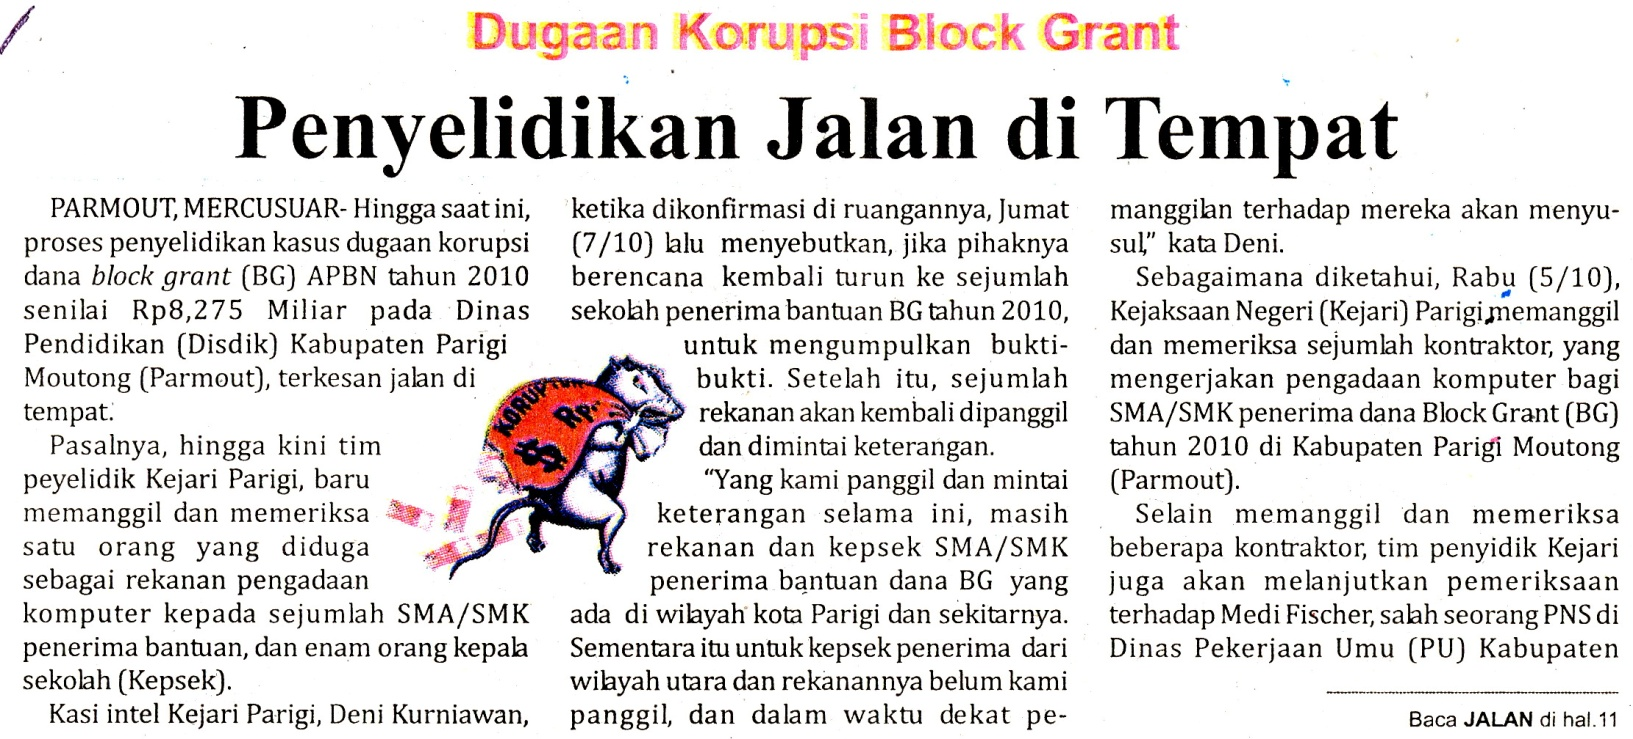 Dugaan Korupsi Block Grant
Penyelidikan Jalan di Tempat
PARMOUT, MERCUSUAR- Hingga saat ini,
proses penyelidikan kasus dugaan korupsi
dana block grant (BG) APBN tahun 2010
senilai Rp8,275 Miliar pada Dinas
Pendidikan (Disdik) Kabupaten Parigi
Moutong (Parmout), terkesan jalan di
tempat.
Pasalnya, hingga kini tim
peyelidik Kejari Parigi, baru
memanggil dan memeriksa
satu orang yang diduga
sebagai rekanan pengadaan
komputer kepada sejumlah SMA/SMK
penerima bantuan, dan enam orang kepala
sekolah (Kepsek).
Kasi intel Kejari Parigi, Deni Kurniawan,
KORUP
Rp.
$
ketika dikonfirmasi di ruangannya, Jumat
(7/10) lalu menyebutkan, jika pihaknya
berencana kembali turun ke sejumlah
sekolah penerima bantuan BG tahun 2010,
untuk mengumpulkan bukti-
bukti. Setelah itu, sejumlah
rekanan akan kembali dipanggil
dan dimintai keterangan.
“Yang kami panggil dan mintai
keterangan selama ini, masih
rekanan dan kepsek SMA/SMK
penerima bantuan dana BG yang
ada di wilayah kota Parigi dan sekitarnya.
Sementara itu untuk kepsek penerima dari
wilayah utara dan rekanannya belum kami
panggil, dan dalam waktu dekat pe-
manggilan terhadap mereka akan menyu-
sul,” kata Deni.
Sebagaimana diketahui, Rabu (5/10),
Kejaksaan Negeri (Kejari) Parigi memanggil
dan memeriksa sejumlah kontraktor, yang
mengerjakan pengadaan komputer bagi
SMA/SMK penerima dana Block Grant (BG)
tahun 2010 di Kabupaten Parigi Moutong
(Parmout).
Selain memanggil dan memeriksa
beberapa kontraktor, tim penyidik Kejari
juga akan melanjutkan pemeriksaan
terhadap Medi Fischer, salah seorang PNS di
Dinas Pekerjaan Umu (PU) Kabupaten
Baca JALAN di hal.11